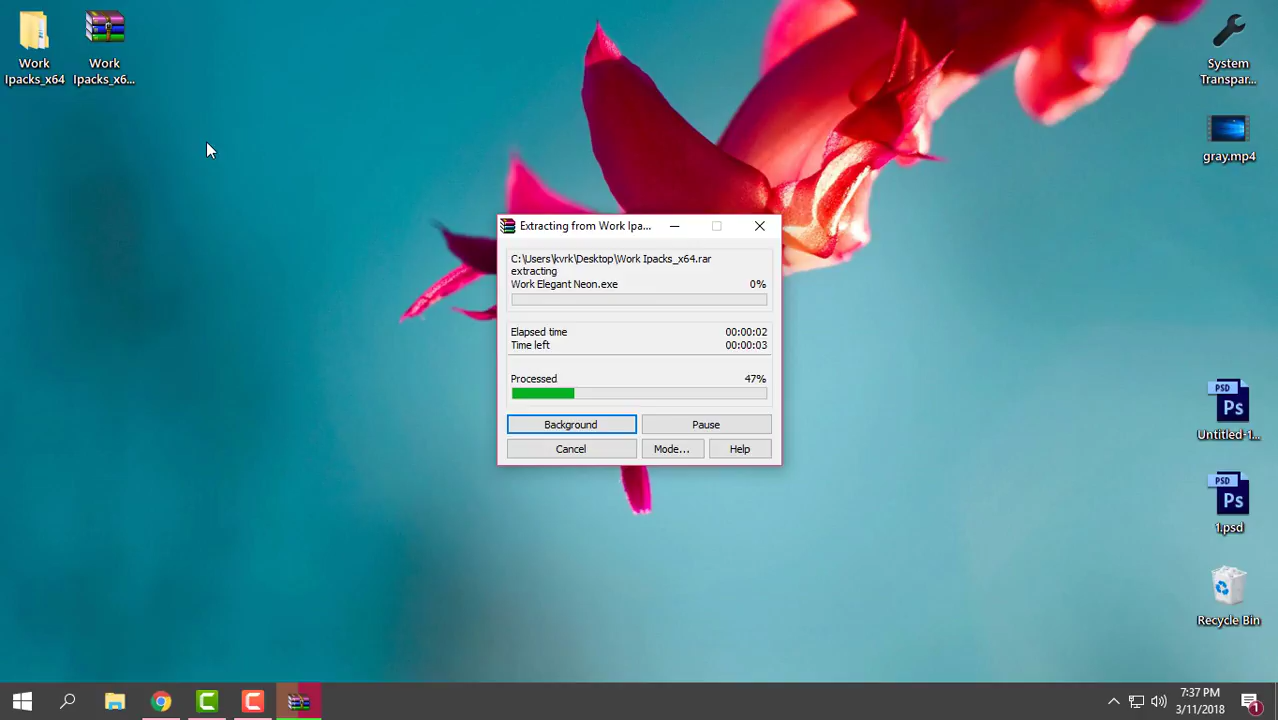 Work
Ipacks_x64
Work
Ipacks_x6...
System
Transpar...
gray.mp4
Extracting from Work Ipa...
C:\Users\kvrk\Desktop\Work Ipacks_x64.rar
extracting
Work Elegant Neon.exe 0%
Elapsed time 00:00:02
Time left 00:00:03
Processed 47%
Background Pause
Cancel Mode... Help
PSD
Ps
Untitled-1...
PSD
Ps
1.psd
Recycle Bin
7:37 PM
3/11/2018
1